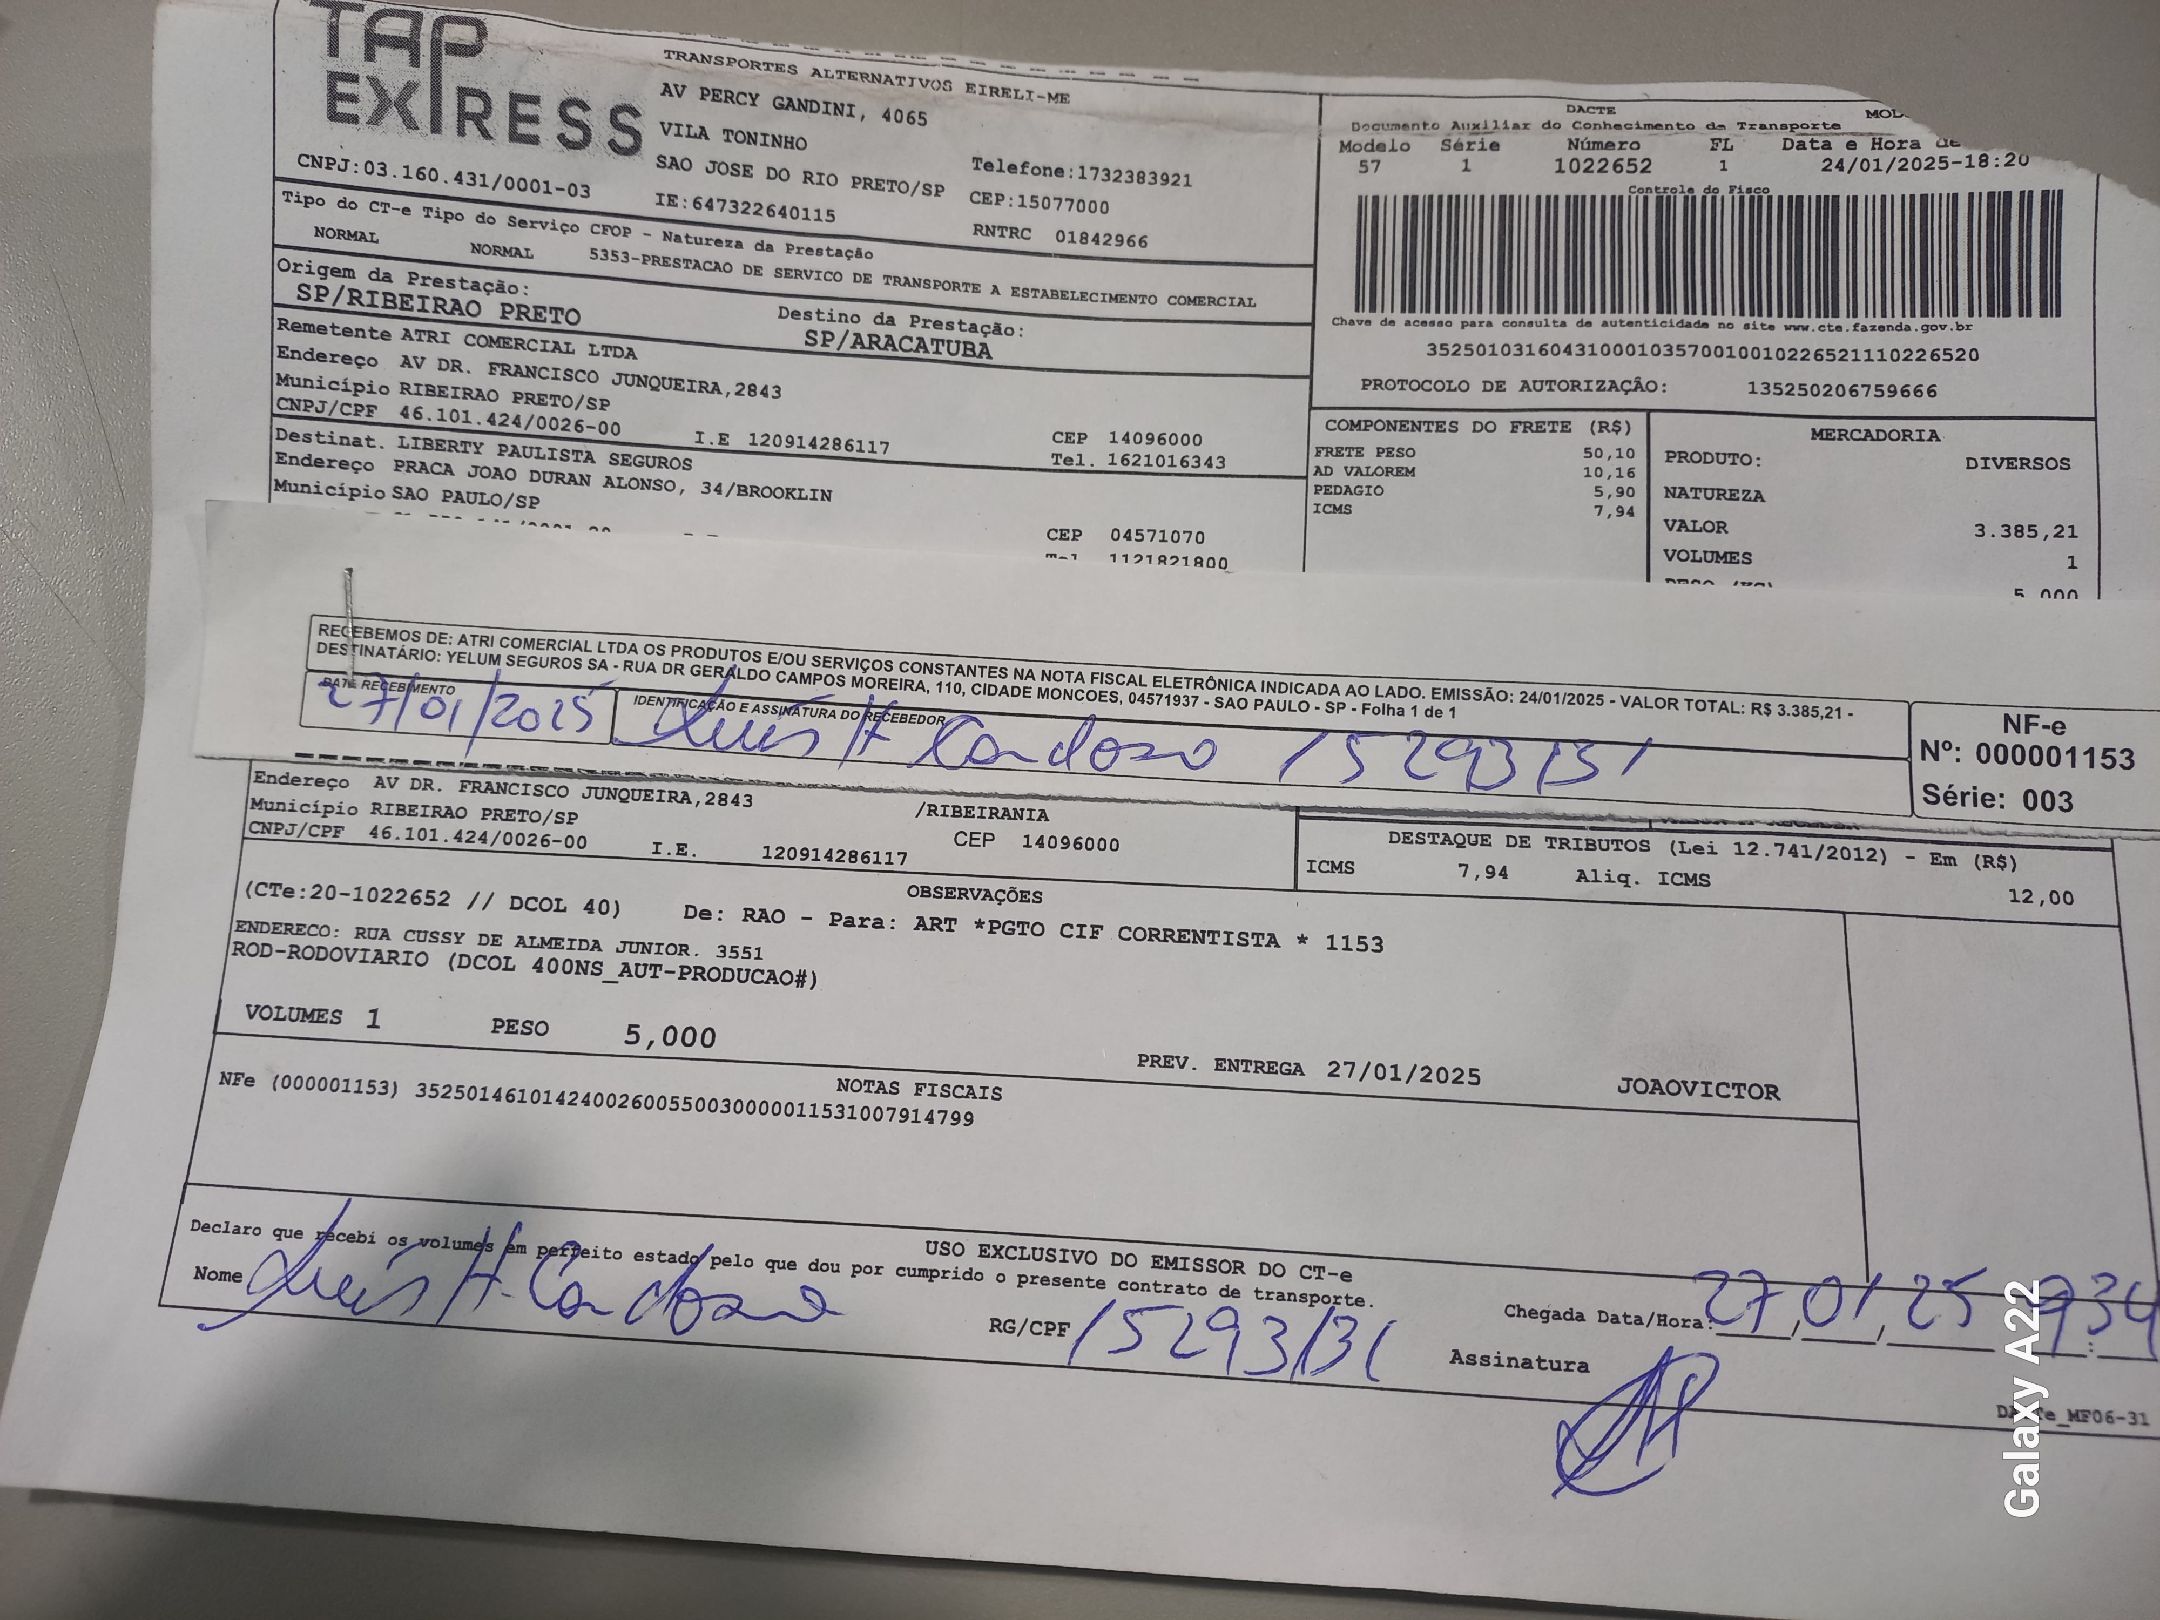 TAP
EXPRESS
TRANSPORTES ALTERNATIVOS EIRELI-ME
AV PERCY GANDINI, 4065
VILA TONINHO
SAO JOSE DO RIO PRETO/SP
Telefone:1732383921
CNPJ:03.160.431/0001-03
IE:647322640115
CEP:15077000
RNTRC 01842966
DACTE
Documento Auxiliar do Conhecimento de Transporte
Modelo Série Número FL Data e Hora de
57 1 1022652 1 24/01/2025-18:20
Controle do Fisco
Chave de acesso para consulta de autenticidade no site www.cte.fazenda.gov.br
35250103160431000103570010010226521110226520
PROTOCOLO DE AUTORIZAÇÃO: 135250206759666
Tipo do CT-e Tipo do Serviço CFOP - Natureza da Prestação
NORMAL NORMAL 5353-PRESTACAO DE SERVICO DE TRANSPORTE A ESTABELECIMENTO COMERCIAL
Origem da Prestação: Destino da Prestação:
SP/RIBEIRAO PRETO SP/ARACATUBA
Remetente ATRI COMERCIAL LTDA
Endereço AV DR. FRANCISCO JUNQUEIRA,2843
Município RIBEIRAO PRETO/SP CEP 14096000
CNPJ/CPF 46.101.424/0026-00 I.E 120914286117 Tel. 1621016343
Destinat. LIBERTY PAULISTA SEGUROS
Endereço PRACA JOAO DURAN ALONSO, 34/BROOKLIN
Município SAO PAULO/SP CEP 04571070
Tel 1121821800
COMPONENTES DO FRETE (R$)
FRETE PESO 50,10
AD VALOREM 10,16
PEDAGIO 5,90
ICMS 7,94
MERCADORIA
PRODUTO: DIVERSOS
NATUREZA
VALOR 3.385,21
VOLUMES 1
PESO (KG) 5,000
RECEBEMOS DE: ATRI COMERCIAL LTDA OS PRODUTOS E/OU SERVIÇOS CONSTANTES NA NOTA FISCAL ELETRÔNICA INDICADA AO LADO. EMISSÃO: 24/01/2025 - VALOR TOTAL: R$ 3.385,21 -
DESTINATÁRIO: YELUM SEGUROS SA - RUA DR GERALDO CAMPOS MOREIRA, 110, CIDADE MONCOES, 04571937 - SAO PAULO - SP - Folha 1 de 1
DATA RECEBIMENTO IDENTIFICAÇÃO E ASSINATURA DO RECEBEDOR
27/01/2025 Luís H Cardoso 15293131
NF-e
Nº: 000001153
Série: 003
Endereço AV DR. FRANCISCO JUNQUEIRA,2843 /RIBEIRANIA
Município RIBEIRAO PRETO/SP CEP 14096000
CNPJ/CPF 46.101.424/0026-00 I.E. 120914286117
DESTAQUE DE TRIBUTOS (Lei 12.741/2012) - Em (R$)
ICMS 7,94 Aliq. ICMS 12,00
OBSERVAÇÕES
(CTe:20-1022652 // DCOL 40) De: RAO - Para: ART *PGTO CIF CORRENTISTA * 1153
ENDERECO: RUA CUSSY DE ALMEIDA JUNIOR. 3551
ROD-RODOVIARIO (DCOL 400NS_AUT-PRODUCAO#)
VOLUMES 1 PESO 5,000 PREV. ENTREGA 27/01/2025 JOAOVICTOR
NOTAS FISCAIS
NFe (000001153) 35250146101424002600550030000011531007914799
USO EXCLUSIVO DO EMISSOR DO CT-e
Declaro que recebi os volumes em perfeito estado pelo que dou por cumprido o presente contrato de transporte.
Nome Luís H. Cardoso RG/CPF 15293131
Chegada Data/Hora: 27,01,25 934
Assinatura
DACTe_MF06-31
Galaxy A22